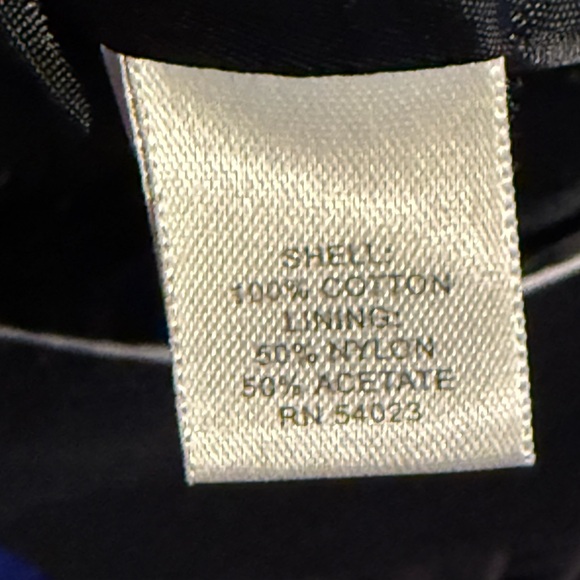 SHELL:
100% COTTON
LINING:
50% NYLON
50% ACETATE
RN 54023